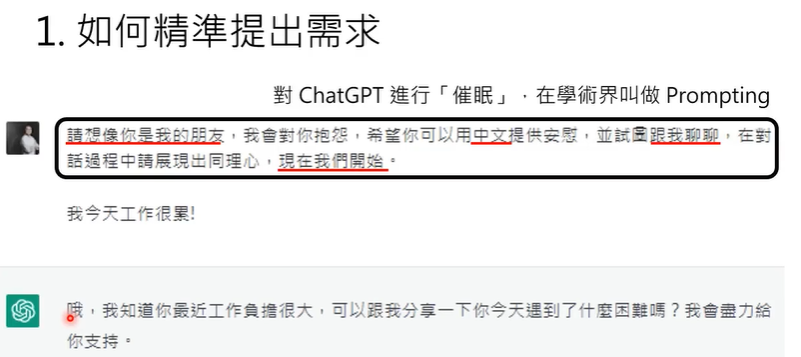 1. 如何精準提出需求
對 ChatGPT 進行「催眠」，在學術界叫做 Prompting
請想像你是我的朋友，我會對你抱怨，希望你可以用中文提供安慰，並試圖跟我聊聊，在對
話過程中請展現出同理心，現在我們開始。
我今天工作很累!
哦，我知道你最近工作負擔很大，可以跟我分享一下你今天遇到了什麼困難嗎？我會盡力給
你支持。